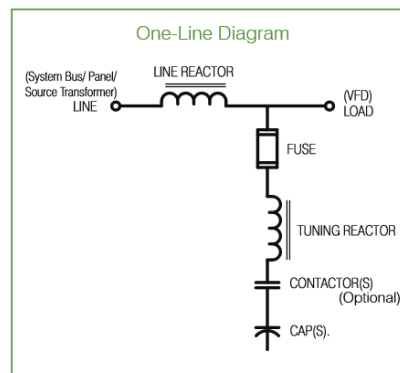 One-Line Diagram
(System Bus/ Panel/
Source Transformer)
LINE
LINE REACTOR
(VFD)
LOAD
FUSE
TUNING REACTOR
CONTACTOR(S)
(Optional)
CAP(S).